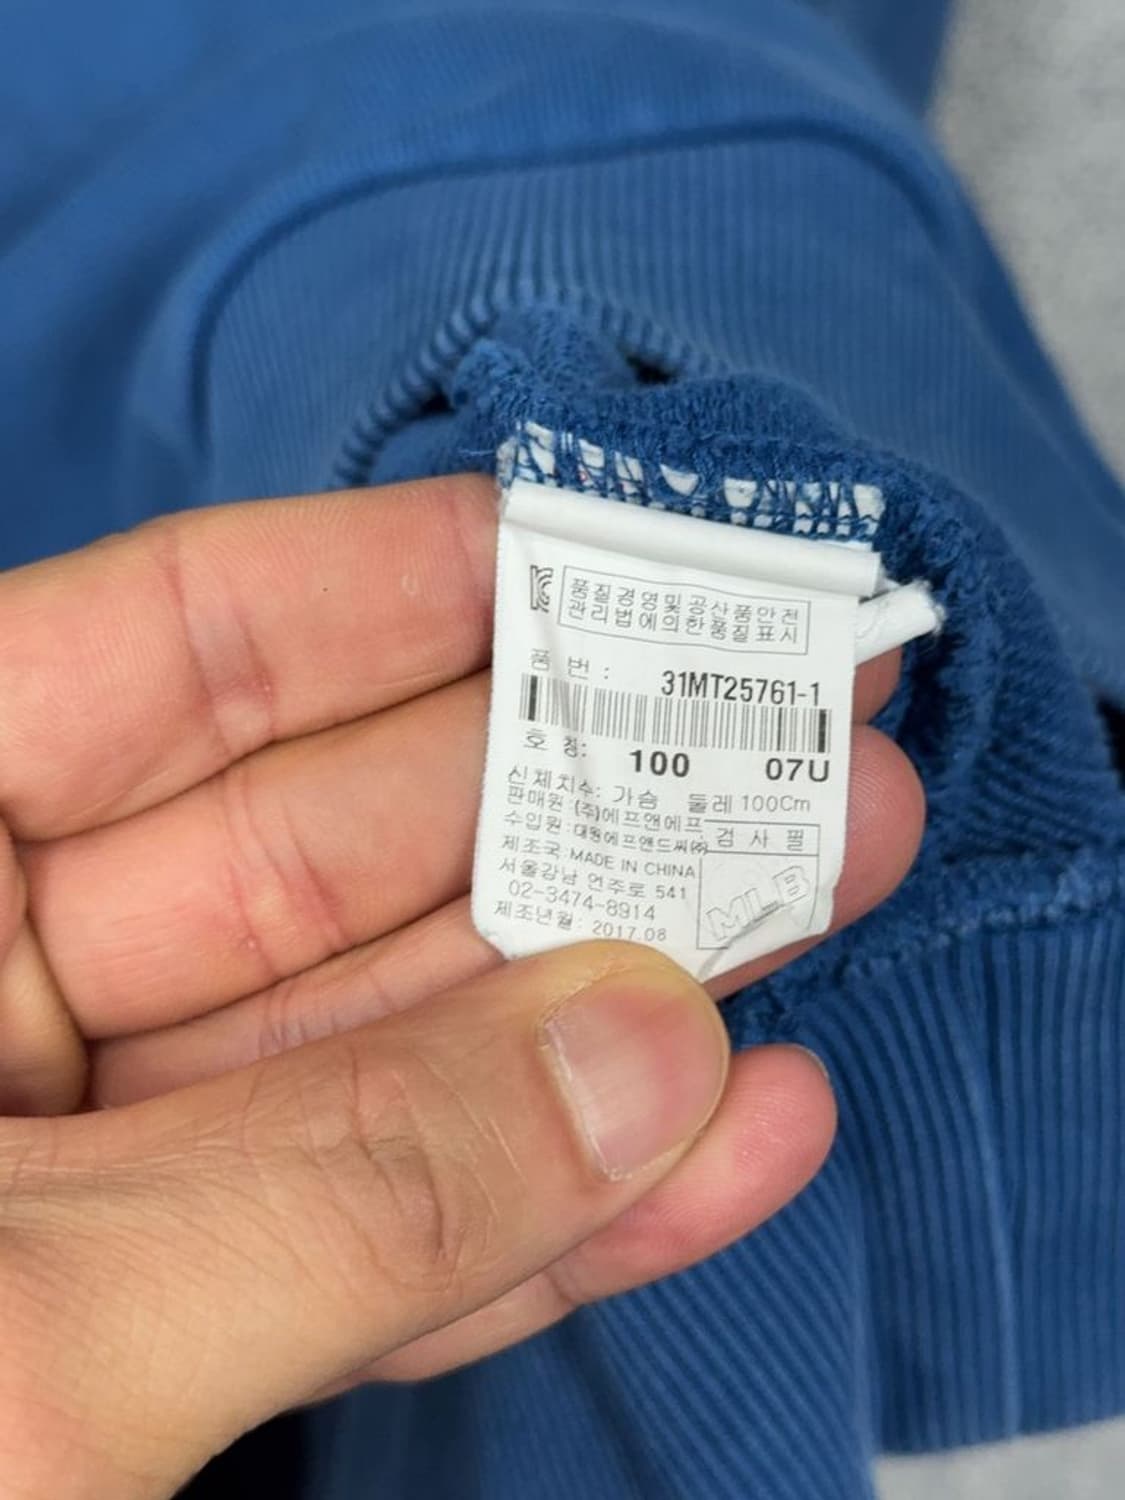 품질경영및공산품안전
관리법에의한품질표시
품 번 : 31MT25761-1
호 칭: 100 07U
신체치수: 가슴 둘레 100Cm
판매원:(주)에프앤에프
수입원:대원에프앤드씨㈜
검 사 필
제조국:MADE IN CHINA
서울강남 언주로 541
02-3474-8914
제조년월: 2017.08
MLB